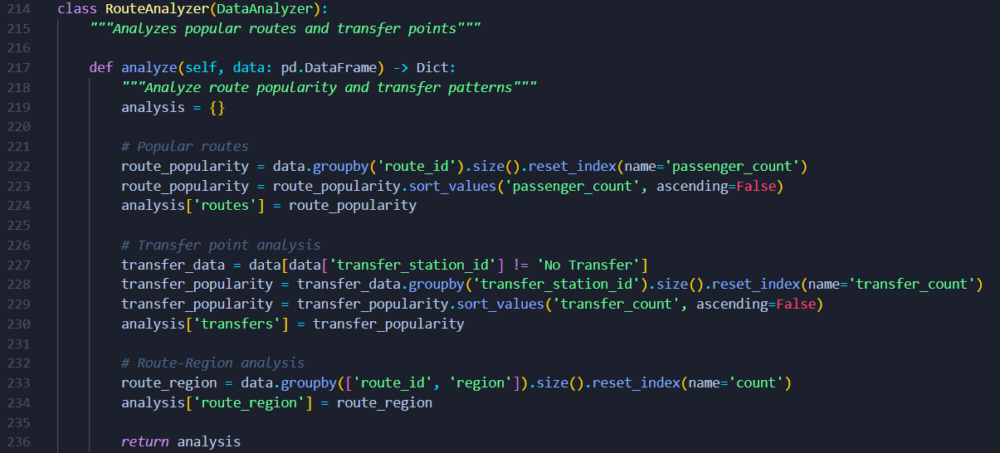 214 class RouteAnalyzer(DataAnalyzer):
215     """Analyzes popular routes and transfer points"""
216
217     def analyze(self, data: pd.DataFrame) -> Dict:
218         """Analyze route popularity and transfer patterns"""
219         analysis = {}
220
221         # Popular routes
222         route_popularity = data.groupby('route_id').size().reset_index(name='passenger_count')
223         route_popularity = route_popularity.sort_values('passenger_count', ascending=False)
224         analysis['routes'] = route_popularity
225
226         # Transfer point analysis
227         transfer_data = data[data['transfer_station_id'] != 'No Transfer']
228         transfer_popularity = transfer_data.groupby('transfer_station_id').size().reset_index(name='transfer_count')
229         transfer_popularity = transfer_popularity.sort_values('transfer_count', ascending=False)
230         analysis['transfers'] = transfer_popularity
231
232         # Route-Region analysis
233         route_region = data.groupby(['route_id', 'region']).size().reset_index(name='count')
234         analysis['route_region'] = route_region
235
236         return analysis